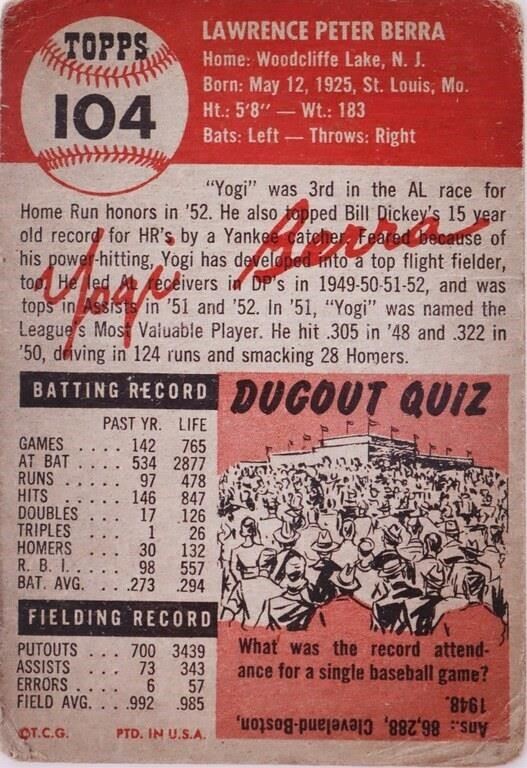 TOPPS
104
LAWRENCE PETER BERRA
Home: Woodcliffe Lake, N. J.
Born: May 12, 1925, St. Louis, Mo.
Ht.: 5'8" — Wt.: 183
Bats: Left — Throws: Right
"Yogi" was 3rd in the AL race for
Home Run honors in '52. He also topped Bill Dickey's 15 year
old record for HR's by a Yankee catcher. Feared because of
his power-hitting, Yogi has developed into a top flight fielder,
too. He led AL receivers in DP's in 1949-50-51-52, and was
tops in Assists in '51 and '52. In '51, "Yogi" was named the
League's Most Valuable Player. He hit .305 in '48 and .322 in
'50, driving in 124 runs and smacking 28 Homers.
Yogi Berra
BATTING RECORD
PAST YR. LIFE
GAMES . . . . 142 765
AT BAT . . . . 534 2877
RUNS . . . . 97 478
HITS . . . . 146 847
DOUBLES . . . 17 126
TRIPLES . . . 1 26
HOMERS . . . 30 132
R. B. I. . . . . 98 557
BAT. AVG. . . .273 .294
FIELDING RECORD
PUTOUTS . . . 700 3439
ASSISTS . . . 73 343
ERRORS . . . . 6 57
FIELD AVG. . . .992 .985
©T.C.G. PTD. IN U.S.A.
DUGOUT QUIZ
What was the record attend-
ance for a single baseball game?
Ans.: 86,288, Cleveland-Boston,
1948.